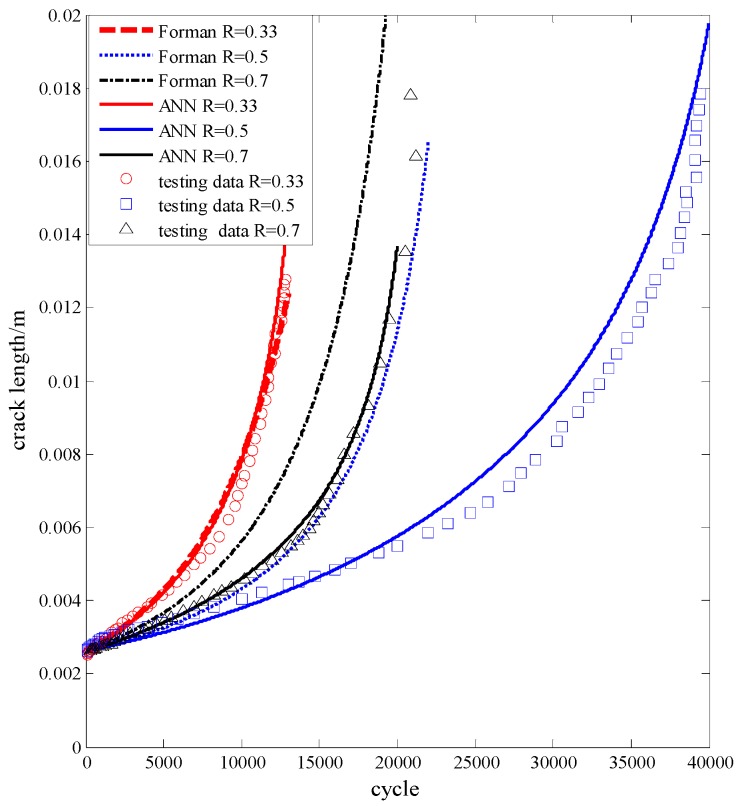 0.02
0.018
0.016
0.014
0.012
0.01
0.008
0.006
0.004
0.002
0
crack length/m
Forman R=0.33
Forman R=0.5
Forman R=0.7
ANN R=0.33
ANN R=0.5
ANN R=0.7
testing data R=0.33
testing data R=0.5
testing data R=0.7
0 5000 10000 15000 20000 25000 30000 35000 40000
cycle